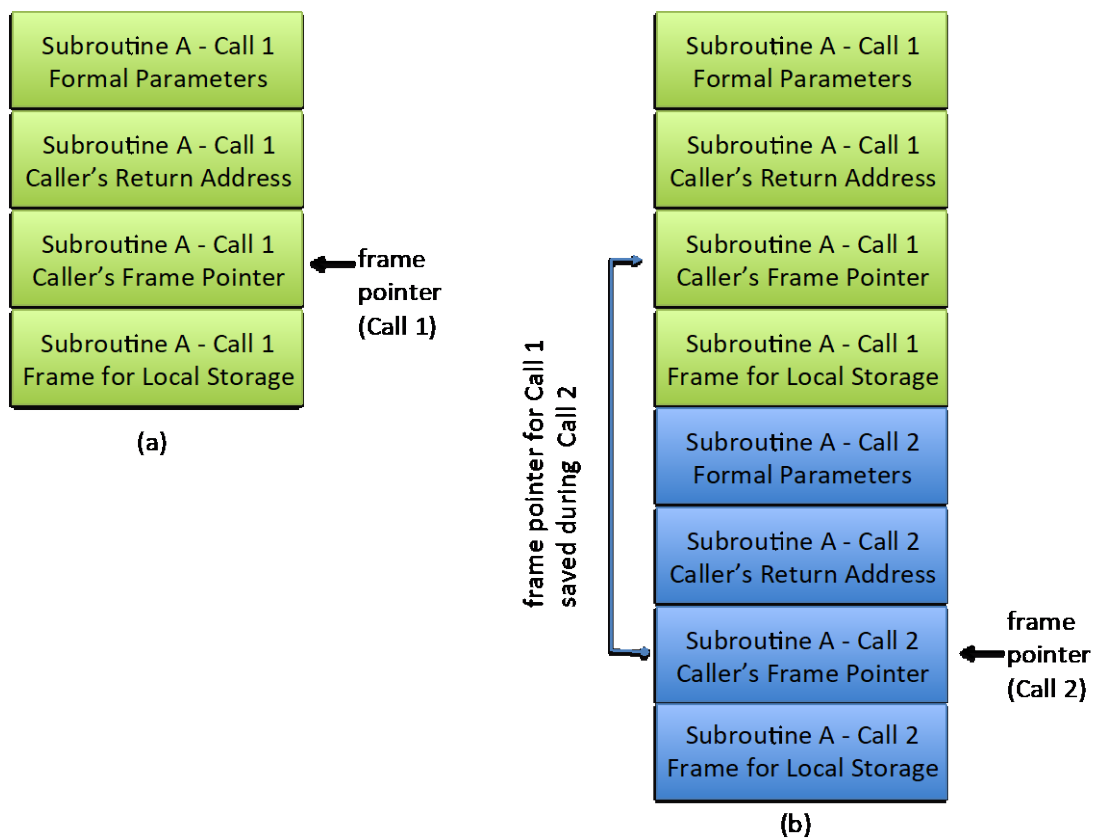 Subroutine A - Call 1
Formal Parameters
Subroutine A - Call 1
Caller’s Return Address
Subroutine A - Call 1
Caller’s Frame Pointer
Subroutine A - Call 1
Frame for Local Storage
frame
pointer
(Call 1)
(a)
Subroutine A - Call 1
Formal Parameters
Subroutine A - Call 1
Caller’s Return Address
Subroutine A - Call 1
Caller’s Frame Pointer
Subroutine A - Call 1
Frame for Local Storage
Subroutine A - Call 2
Formal Parameters
Subroutine A - Call 2
Caller’s Return Address
Subroutine A - Call 2
Caller’s Frame Pointer
Subroutine A - Call 2
Frame for Local Storage
frame pointer for Call 1
saved during Call 2
frame
pointer
(Call 2)
(b)